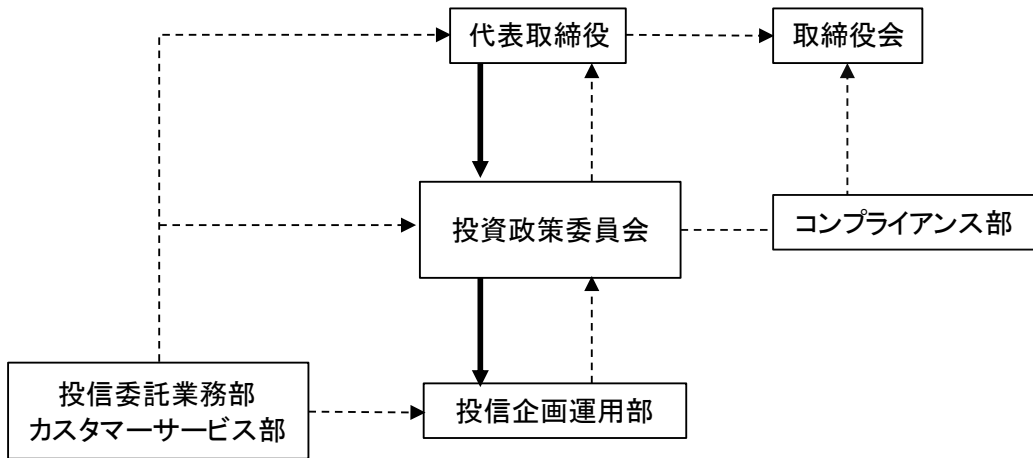 代表取締役
取締役会
投資政策委員会
コンプライアンス部
投信委託業務部
カスタマーサービス部
投信企画運用部